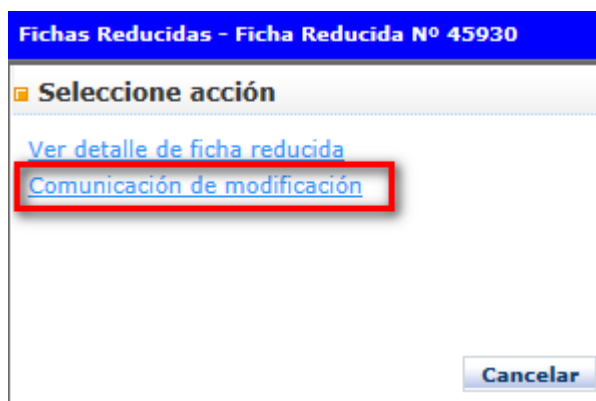 Fichas Reducidas - Ficha Reducida Nº 45930
Seleccione acción
Ver detalle de ficha reducida
Comunicación de modificación
Cancelar